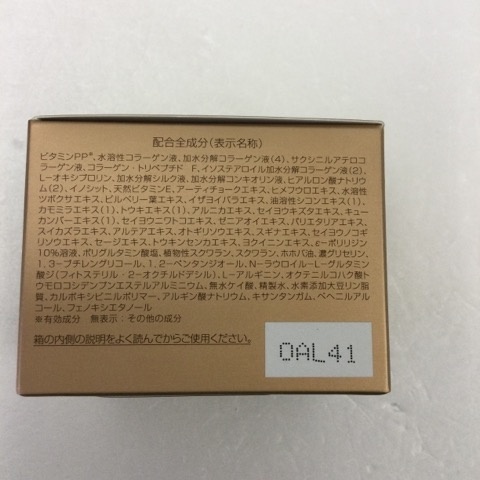 配合全成分(表示名称)
ビタミンPP※、水溶性コラーゲン液、加水分解コラーゲン液(4)、サクシニルアテロコ
ラーゲン液、コラーゲン・トリペプチド F、イソステアロイル加水分解コラーゲン液(2)、
L-オキシプロリン、加水分解シルク液、加水分解コンキオリン液、ヒアルロン酸ナトリウ
ム(2)、イノシット、天然ビタミンE、アーティチョークエキス、ヒメフウロエキス、水溶性
ツボクサエキス、ビルベリー葉エキス、イザヨイバラエキス、油溶性シコンエキス(1)、
カモミラエキス(1)、トウキエキス(1)、アルニカエキス、セイヨウキズタエキス、キュー
カンバーエキス(1)、セイヨウニワトコエキス、ゼニアオイエキス、パリエタリアエキス、
スイカズラエキス、アルテアエキス、オトギリソウエキス、スギナエキス、セイヨウノコギ
リソウエキス、セージエキス、トウキンセンカエキス、ヨクイニンエキス、ε-ポリリジン
10%溶液、ポリグルタミン酸塩、植物性スクワラン、スクワラン、ホホバ油、濃グリセリン、
1,3-ブチレングリコール、1,2-ペンタンジオール、N-ラウロイル-L-グルタミン
酸ジ(フィトステリル・2-オクチルドデシル)、L-アルギニン、オクテニルコハク酸ト
ウモロコシデンプンエステルアルミニウム、無水ケイ酸、精製水、水素添加大豆リン脂
質、カルボキシビニルポリマー、アルギン酸ナトリウム、キサンタンガム、ベヘニルアル
コール、フェノキシエタノール
※有効成分 無表示:その他の成分
箱の内側の説明をよく読んでからご使用ください。
OAL41